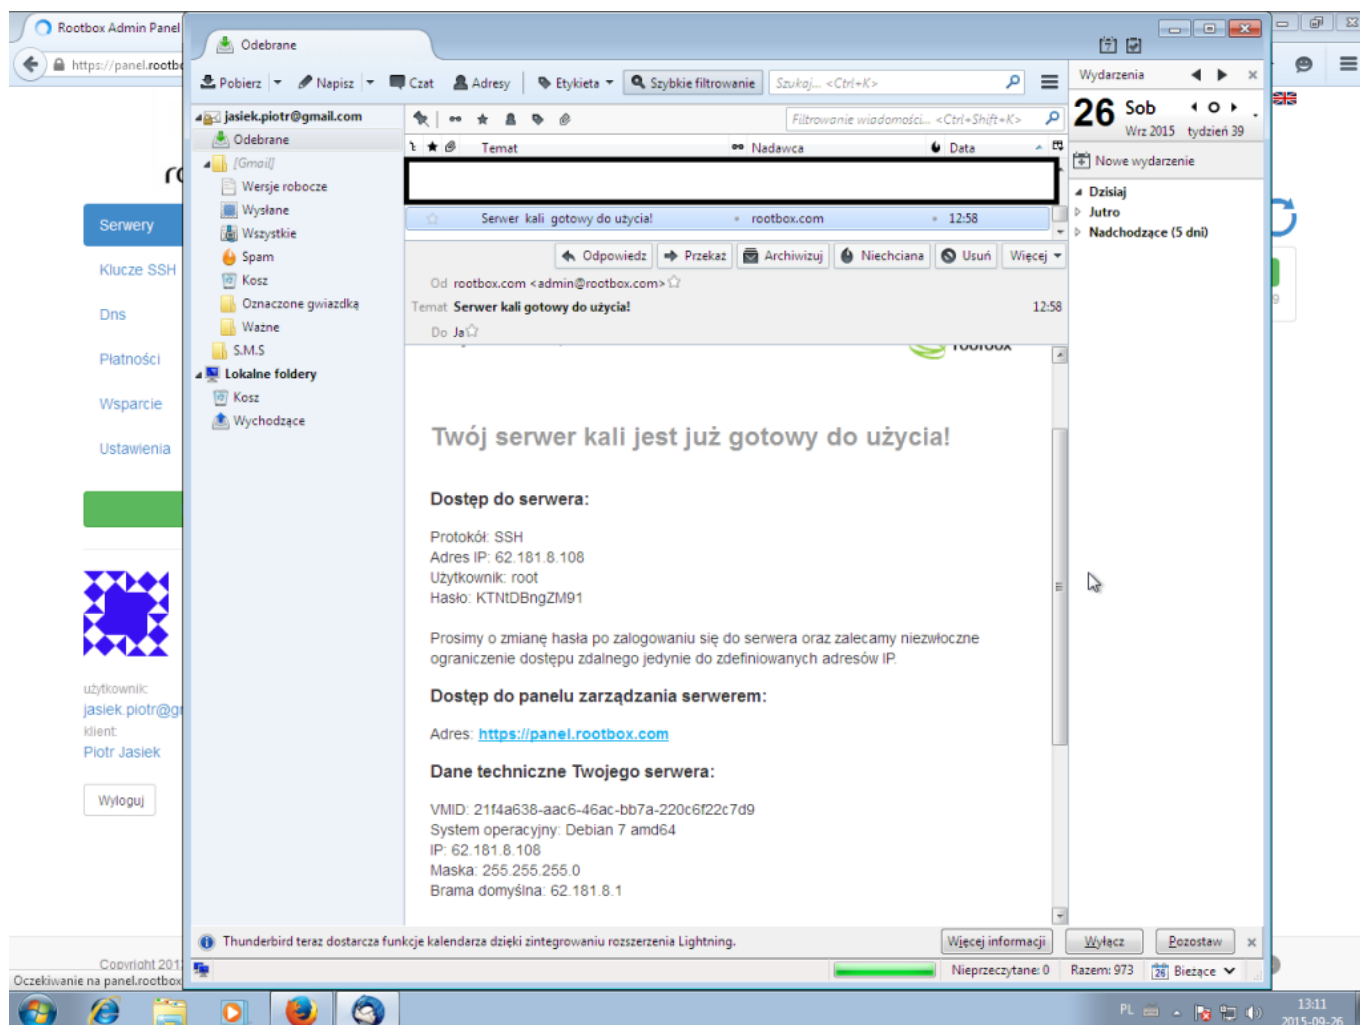 Rootbox Admin Panel
https://panel.rootbo
Serwery
Klucze SSH
Dns
Płatności
Wsparcie
Ustawienia
użytkownik:
jasiek.piotr@gr
klient:
Piotr Jasiek
Wyloguj
Copyright 201
Oczekiwanie na panel.rootbox
Odebrane
Pobierz
Napisz
Czat
Adresy
Etykieta
Szybkie filtrowanie
Szukaj... <Ctrl+K>
jasiek.piotr@gmail.com
Odebrane
[Gmail]
Wersje robocze
Wysłane
Wszystkie
Spam
Kosz
Oznaczone gwiazdką
Ważne
S.M.S
Lokalne foldery
Kosz
Wychodzące
Filtrowanie wiadomości... <Ctrl+Shift+K>
Temat Nadawca Data
Serwer kali gotowy do użycia! rootbox.com 12:58
Odpowiedz Przekaż Archiwizuj Niechciana Usuń Więcej
Od rootbox.com <admin@rootbox.com>
Temat Serwer kali gotowy do użycia! 12:58
Do Ja
rootbox
Twój serwer kali jest już gotowy do użycia!
Dostęp do serwera:
Protokół: SSH
Adres IP: 62.181.8.108
Użytkownik: root
Hasło: KTNtDBngZM91
Prosimy o zmianę hasła po zalogowaniu się do serwera oraz zalecamy niezwłoczne
ograniczenie dostępu zdalnego jedynie do zdefiniowanych adresów IP.
Dostęp do panelu zarządzania serwerem:
Adres: https://panel.rootbox.com
Dane techniczne Twojego serwera:
VMID: 21f4a638-aac6-46ac-bb7a-220c6f22c7d9
System operacyjny: Debian 7 amd64
IP: 62.181.8.108
Maska: 255.255.255.0
Brama domyślna: 62.181.8.1
Wydarzenia
26 Sob
Wrz 2015 tydzień 39
Nowe wydarzenie
Dzisiaj
Jutro
Nadchodzące (5 dni)
Thunderbird teraz dostarcza funkcje kalendarza dzięki zintegrowaniu rozszerzenia Lightning.
Więcej informacji Wyłącz Pozostaw
Nieprzeczytane: 0 Razem: 973 26 Bieżące
PL
13:11
2015-09-26